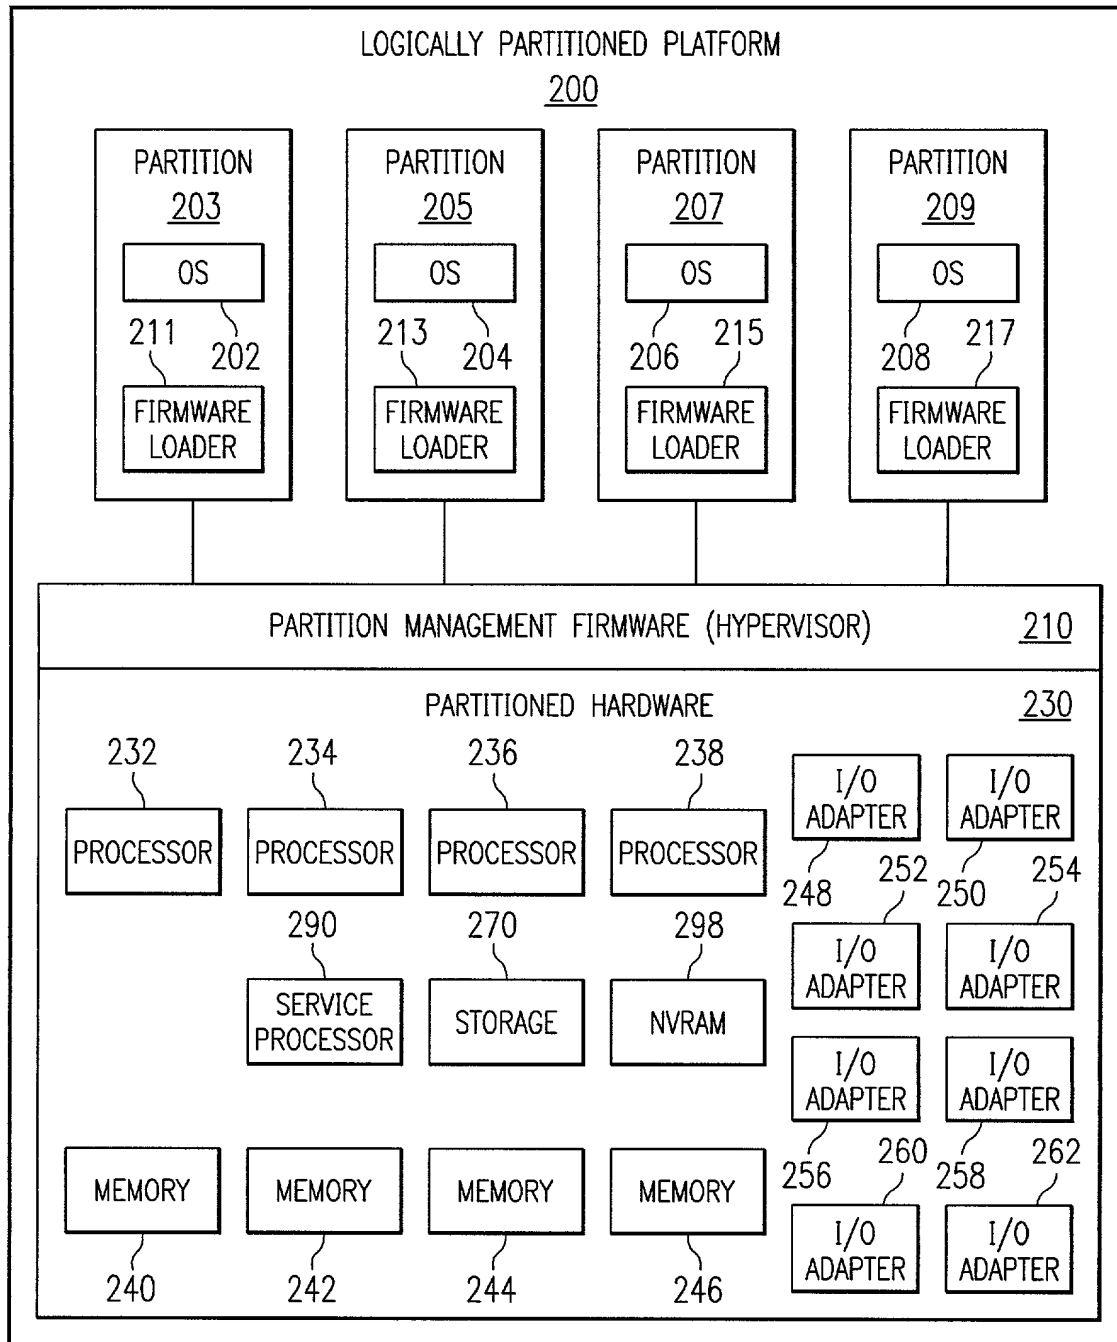 LOGICALLY PARTITIONED PLATFORM
200
PARTITION
203
OS
202
211
FIRMWARE
LOADER
PARTITION
205
OS
204
213
FIRMWARE
LOADER
PARTITION
207
OS
206
215
FIRMWARE
LOADER
PARTITION
209
OS
208
217
FIRMWARE
LOADER
PARTITION MANAGEMENT FIRMWARE (HYPERVISOR)
210
PARTITIONED HARDWARE
230
232
PROCESSOR
234
PROCESSOR
236
PROCESSOR
238
PROCESSOR
290
SERVICE
PROCESSOR
270
STORAGE
298
NVRAM
MEMORY
240
MEMORY
242
MEMORY
244
MEMORY
246
I/O
ADAPTER
248
I/O
ADAPTER
250
252
I/O
ADAPTER
254
I/O
ADAPTER
I/O
ADAPTER
256
I/O
ADAPTER
258
260
I/O
ADAPTER
262
I/O
ADAPTER